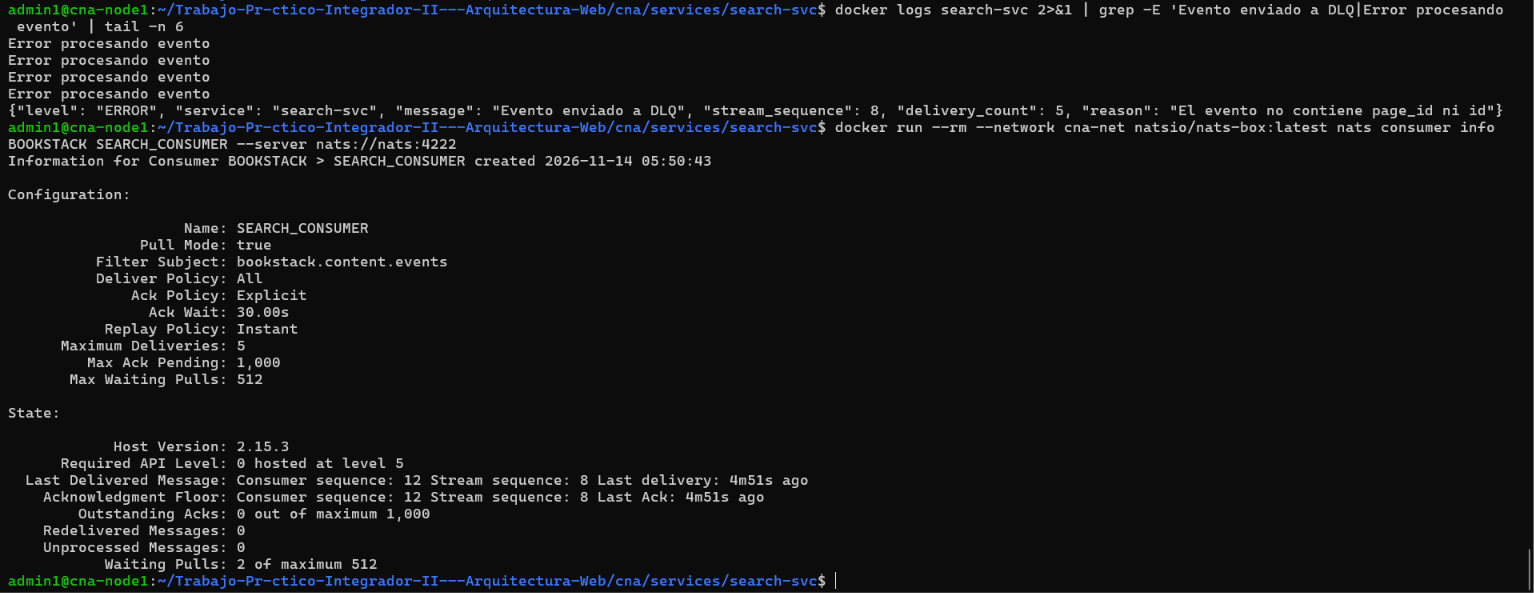 admin1@cna-node1:~/Trabajo-Pr-ctico-Integrador-II---Arquitectura-Web/cna/services/search-svc$ docker logs search-svc 2>&1 | grep -E 'Evento enviado a DLQ|Error procesando
 evento' | tail -n 6
Error procesando evento
Error procesando evento
Error procesando evento
Error procesando evento
{"level": "ERROR", "service": "search-svc", "message": "Evento enviado a DLQ", "stream_sequence": 8, "delivery_count": 5, "reason": "El evento no contiene page_id ni id"}
admin1@cna-node1:~/Trabajo-Pr-ctico-Integrador-II---Arquitectura-Web/cna/services/search-svc$ docker run --rm --network cna-net natsio/nats-box:latest nats consumer info
BOOKSTACK SEARCH_CONSUMER --server nats://nats:4222
Information for Consumer BOOKSTACK > SEARCH_CONSUMER created 2026-11-14 05:50:43
Configuration:
Name: SEARCH_CONSUMER
Pull Mode: true
Filter Subject: bookstack.content.events
Deliver Policy: All
Ack Policy: Explicit
Ack Wait: 30.00s
Replay Policy: Instant
Maximum Deliveries: 5
Max Ack Pending: 1,000
Max Waiting Pulls: 512
State:
Host Version: 2.15.3
Required API Level: 0 hosted at level 5
Last Delivered Message: Consumer sequence: 12 Stream sequence: 8 Last delivery: 4m51s ago
Acknowledgment Floor: Consumer sequence: 12 Stream sequence: 8 Last Ack: 4m51s ago
Outstanding Acks: 0 out of maximum 1,000
Redelivered Messages: 0
Unprocessed Messages: 0
Waiting Pulls: 2 of maximum 512
admin1@cna-node1:~/Trabajo-Pr-ctico-Integrador-II---Arquitectura-Web/cna/services/search-svc$